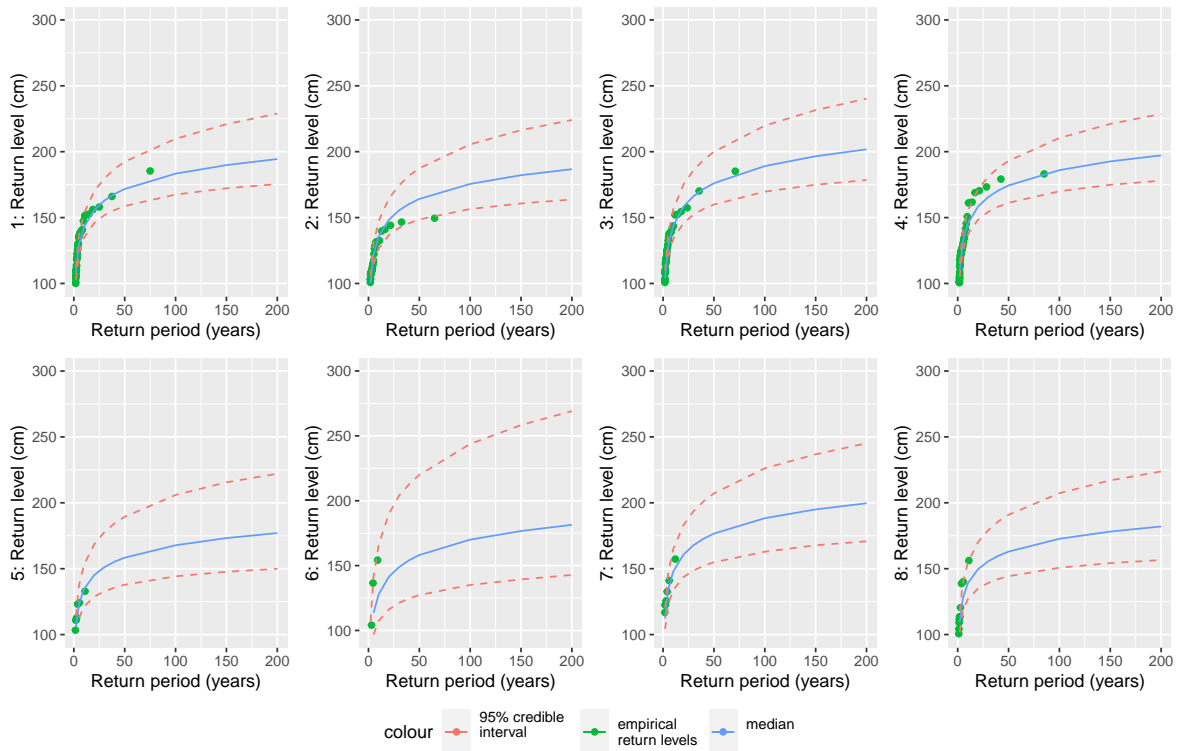 300
250
200
150
100
1: Return level (cm)
0 50 100 150 200
Return period (years)
300
250
200
150
100
2: Return level (cm)
0 50 100 150 200
Return period (years)
300
250
200
150
100
3: Return level (cm)
0 50 100 150 200
Return period (years)
300
250
200
150
100
4: Return level (cm)
0 50 100 150 200
Return period (years)
300
250
200
150
100
5: Return level (cm)
0 50 100 150 200
Return period (years)
300
250
200
150
100
6: Return level (cm)
0 50 100 150 200
Return period (years)
300
250
200
150
100
7: Return level (cm)
0 50 100 150 200
Return period (years)
300
250
200
150
100
8: Return level (cm)
0 50 100 150 200
Return period (years)
colour
95% credible
interval
empirical
return levels
median